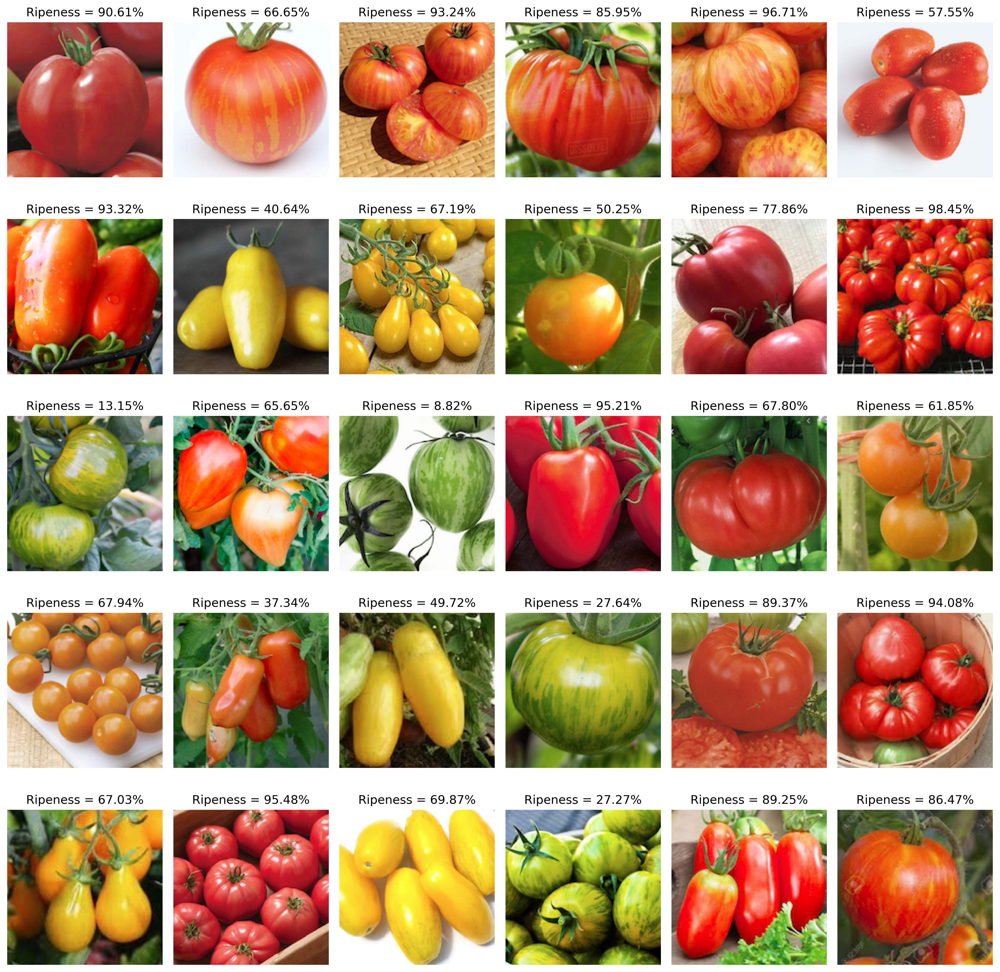 Ripeness = 90.61%
Ripeness = 66.65%
Ripeness = 93.24%
Ripeness = 85.95%
Ripeness = 96.71%
Ripeness = 57.55%
DISSOLVE
Ripeness = 93.32%
Ripeness = 40.64%
Ripeness = 67.19%
Ripeness = 50.25%
Ripeness = 77.86%
Ripeness = 98.45%
Ripeness = 13.15%
Ripeness = 65.65%
Ripeness = 8.82%
Ripeness = 95.21%
Ripeness = 67.80%
Ripeness = 61.85%
Ripeness = 67.94%
Ripeness = 37.34%
Ripeness = 49.72%
Ripeness = 27.64%
Ripeness = 89.37%
Ripeness = 94.08%
Ripeness = 67.03%
Ripeness = 95.48%
Ripeness = 69.87%
Ripeness = 27.27%
Ripeness = 89.25%
Ripeness = 86.47%